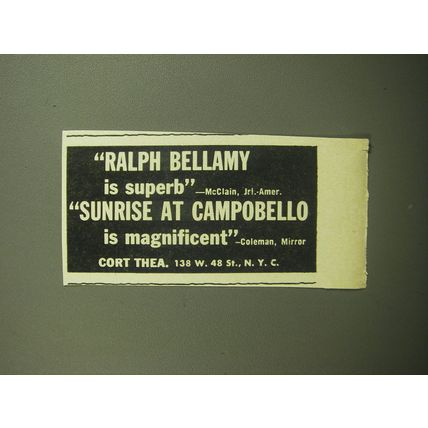 “RALPH BELLAMY
is superb”—McClain, Jrl.-Amer.
“SUNRISE AT CAMPOBELLO
is magnificent”—Coleman, Mirror
CORT THEA. 138 W. 48 St., N. Y. C.